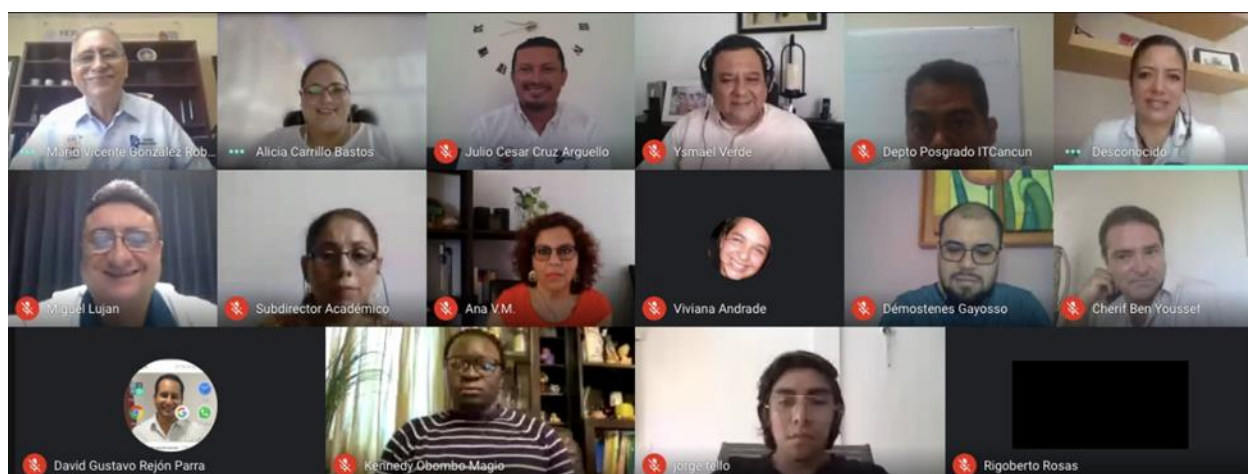 Mario Vicente González Rob...
Alicia Carrillo Bastos
Julio Cesar Cruz Arguello
Ysmael Verde
Depto Posgrado ITCancun
Desconocido
Miguel Lujan
Subdirector Académico
Ana V.M.
Viviana Andrade
Démostenes Gayosso
Cherif Ben Youssef
David Gustavo Rejón Parra
Kennedy Obombo Magio
jorge tello
Rigoberto Rosas